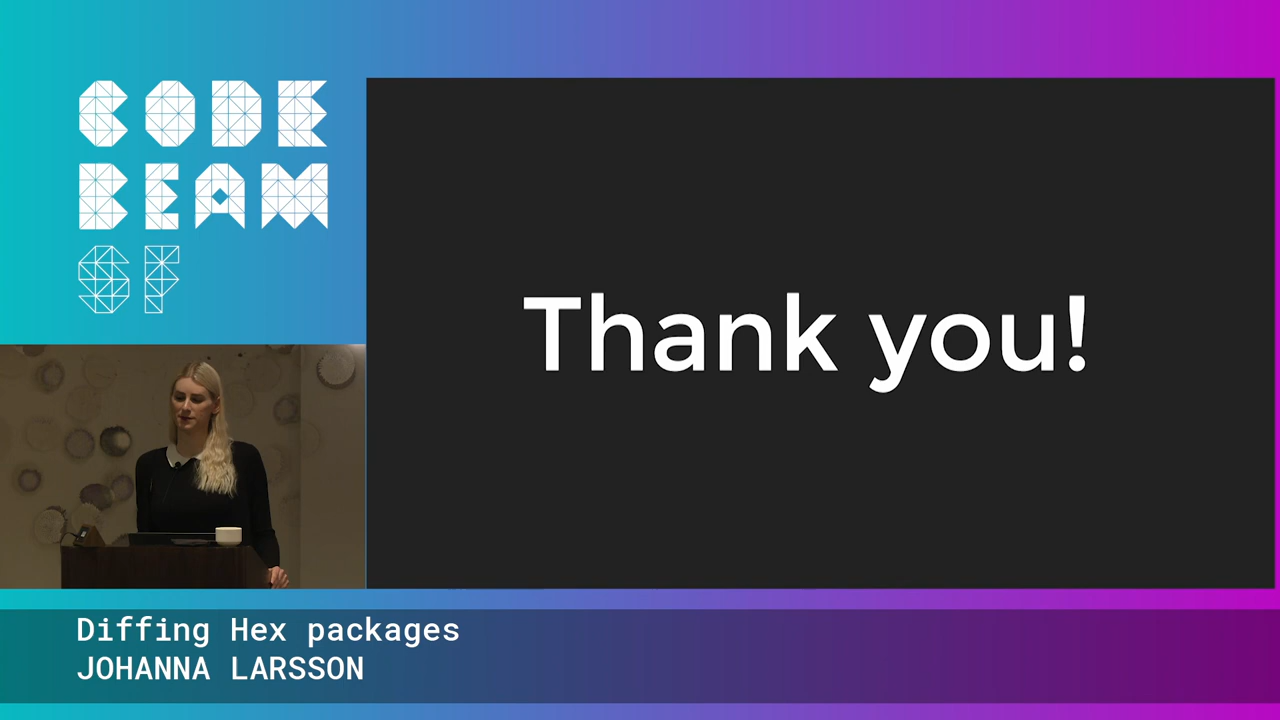 CODE
BEAM
SF
Thank you!
Diffing Hex packages
JOHANNA LARSSON